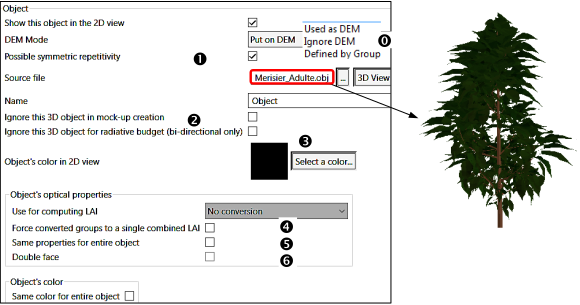 Object
Show this object in the 2D view
DEM Mode
Put on DEM
Used as DEM
Ignore DEM
Defined by Group
0
Possible symmetric repetitivity
1
Source file
Merisier_Adulte.obj
...
3D View
Name
Object
Ignore this 3D object in mock-up creation
2
Ignore this 3D object for radiative budget (bi-directional only)
3
Object's color in 2D view
Select a color...
Object's optical properties
Use for computing LAI
No conversion
Force converted groups to a single combined LAI
4
Same properties for entire object
5
Double face
6
Object's color
Same color for entire object